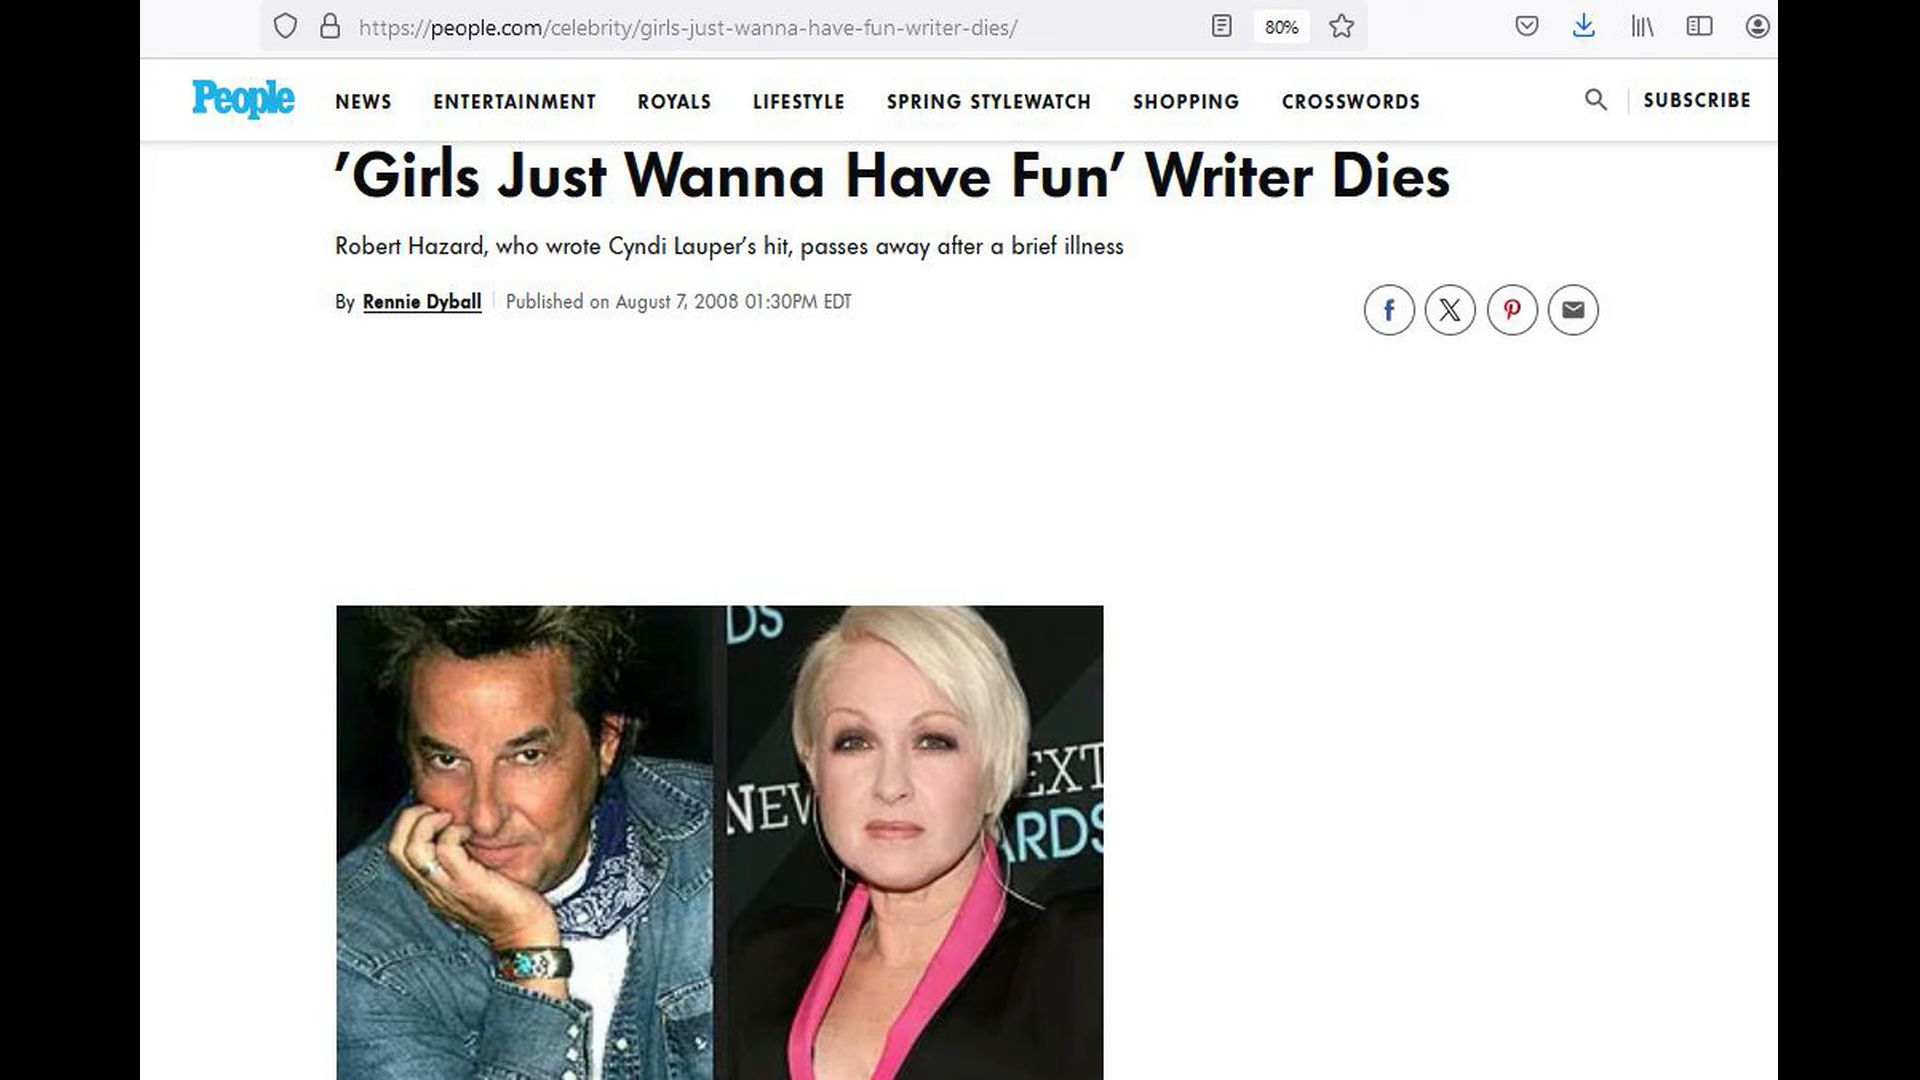 https://people.com/celebrity/girls-just-wanna-have-fun-writer-dies/
80%
People
NEWS
ENTERTAINMENT
ROYALS
LIFESTYLE
SPRING STYLEWATCH
SHOPPING
CROSSWORDS
SUBSCRIBE
’Girls Just Wanna Have Fun’ Writer Dies
Robert Hazard, who wrote Cyndi Lauper’s hit, passes away after a brief illness
By Rennie Dyball
Published on August 7, 2008 01:30PM EDT